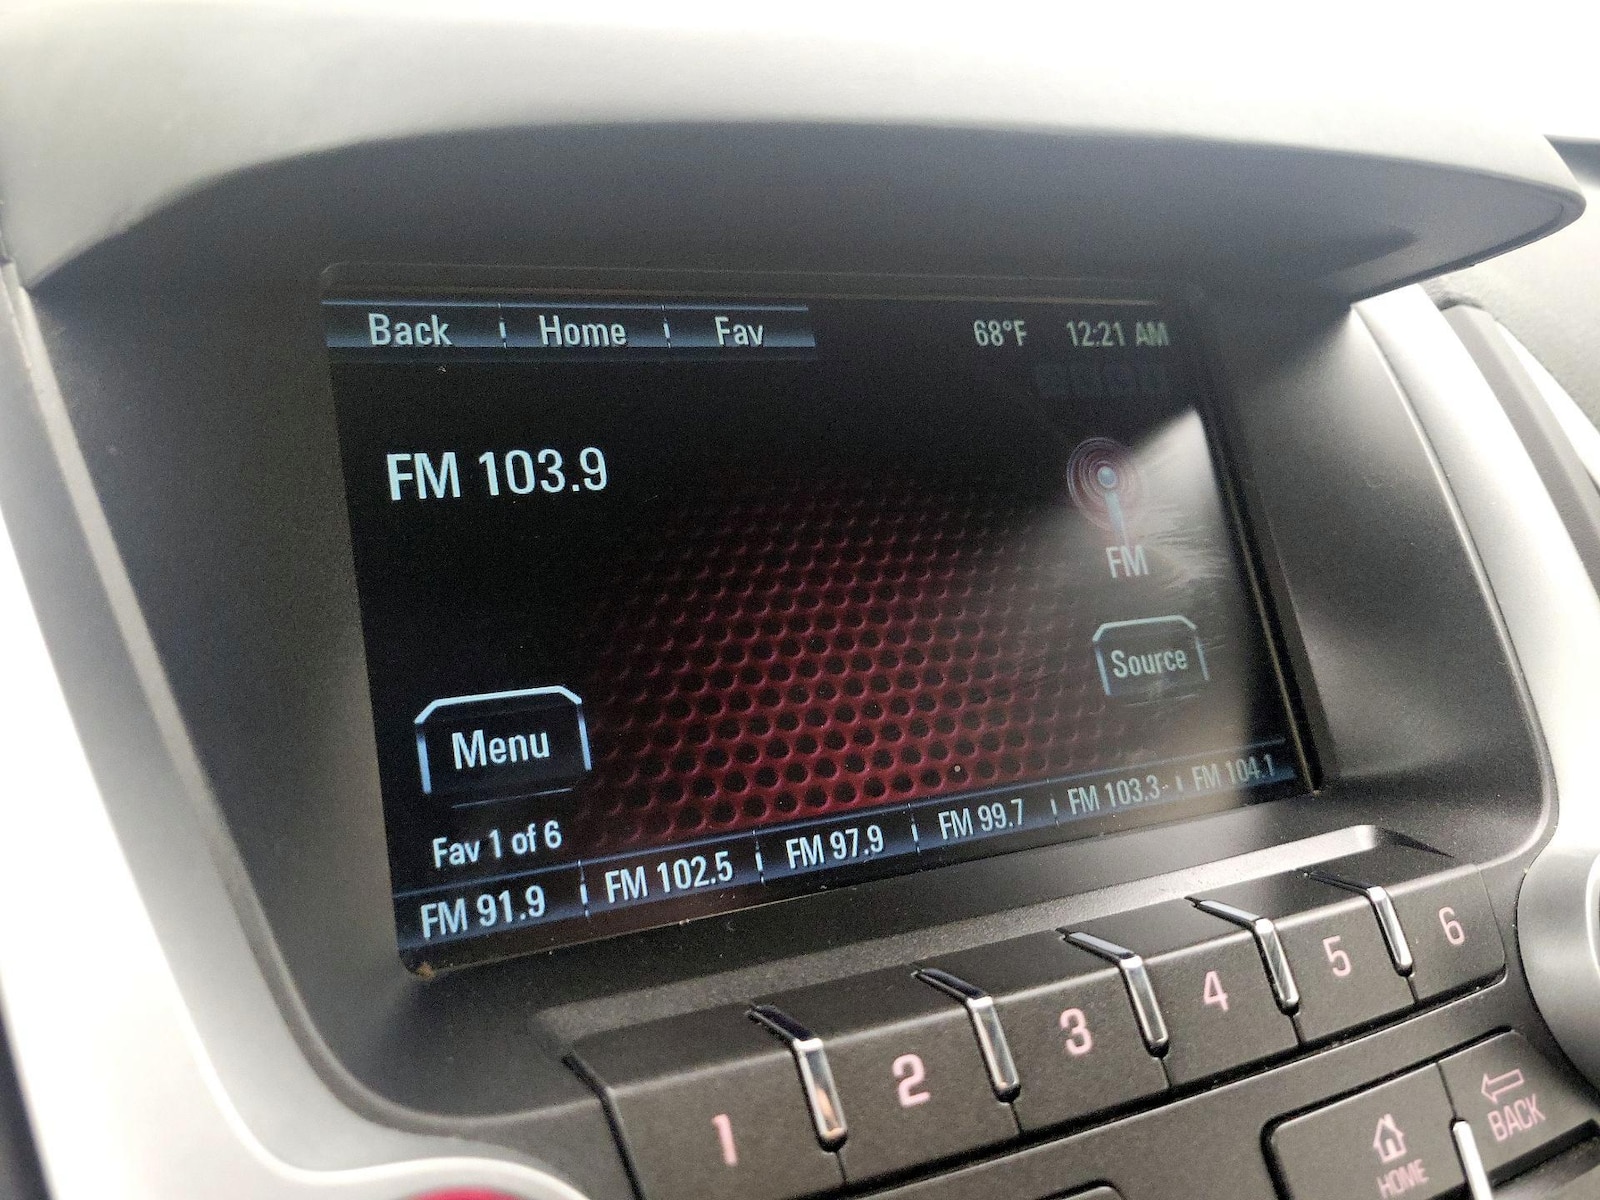 Back Home Fav 68°F 12:21 AM
FM 103.9
FM
Source
Menu
Fav 1 of 6
FM 91.9 FM 102.5 FM 97.9 FM 99.7 FM 103.3- FM 104.1
1 2 3 4 5 6
HOME BACK